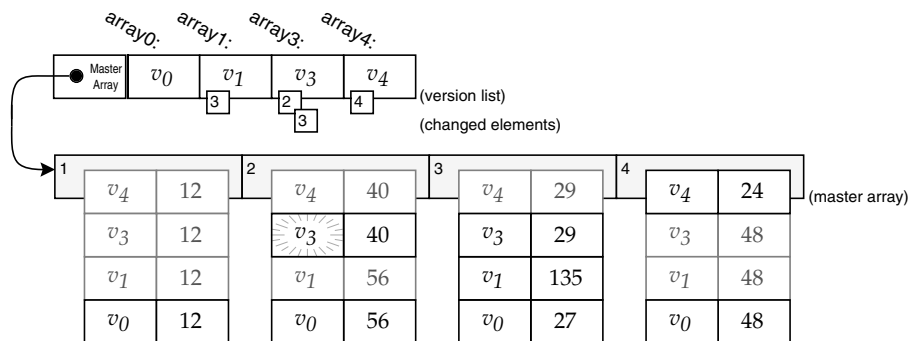 array0: array1: array3: array4:
Master Array v0 v1 v3 v4
3 2 4 (version list)
3 (changed elements)
1 2 3 4
v4 12 v4 40 v4 29 v4 24 (master array)
v3 12 v3 40 v3 29 v3 48
v1 12 v1 56 v1 135 v1 48
v0 12 v0 56 v0 27 v0 48